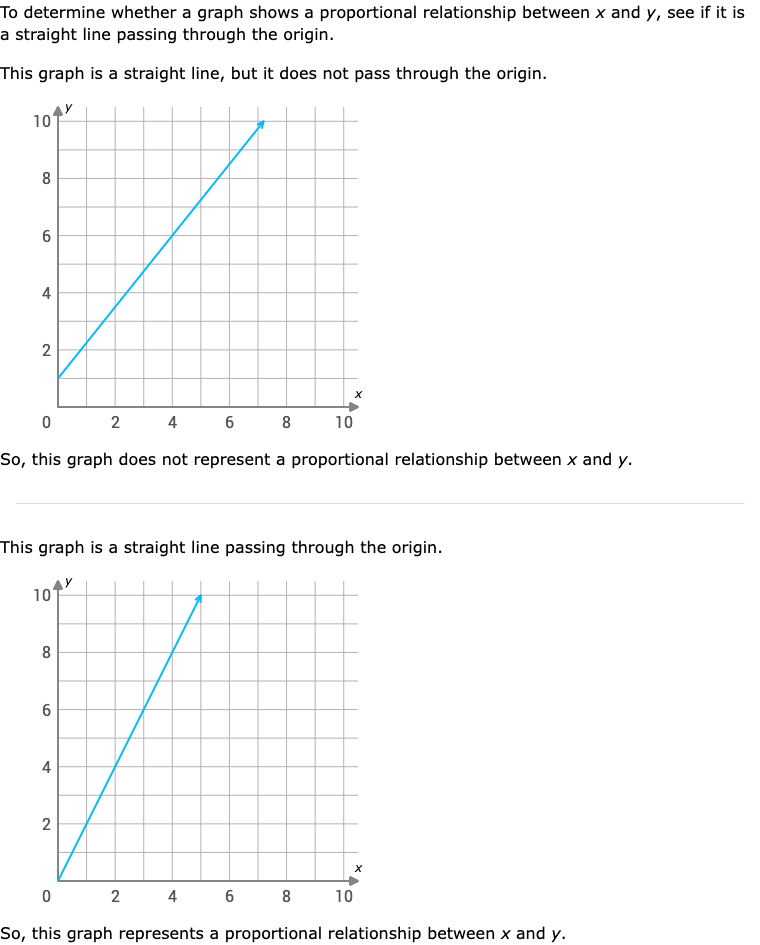 To determine whether a graph shows a proportional relationship between x and y, see if it is
a straight line passing through the origin.
This graph is a straight line, but it does not pass through the origin.
y
10
8
6
4
2
x
0 2 4 6 8 10
So, this graph does not represent a proportional relationship between x and y.
This graph is a straight line passing through the origin.
y
10
8
6
4
2
x
0 2 4 6 8 10
So, this graph represents a proportional relationship between x and y.